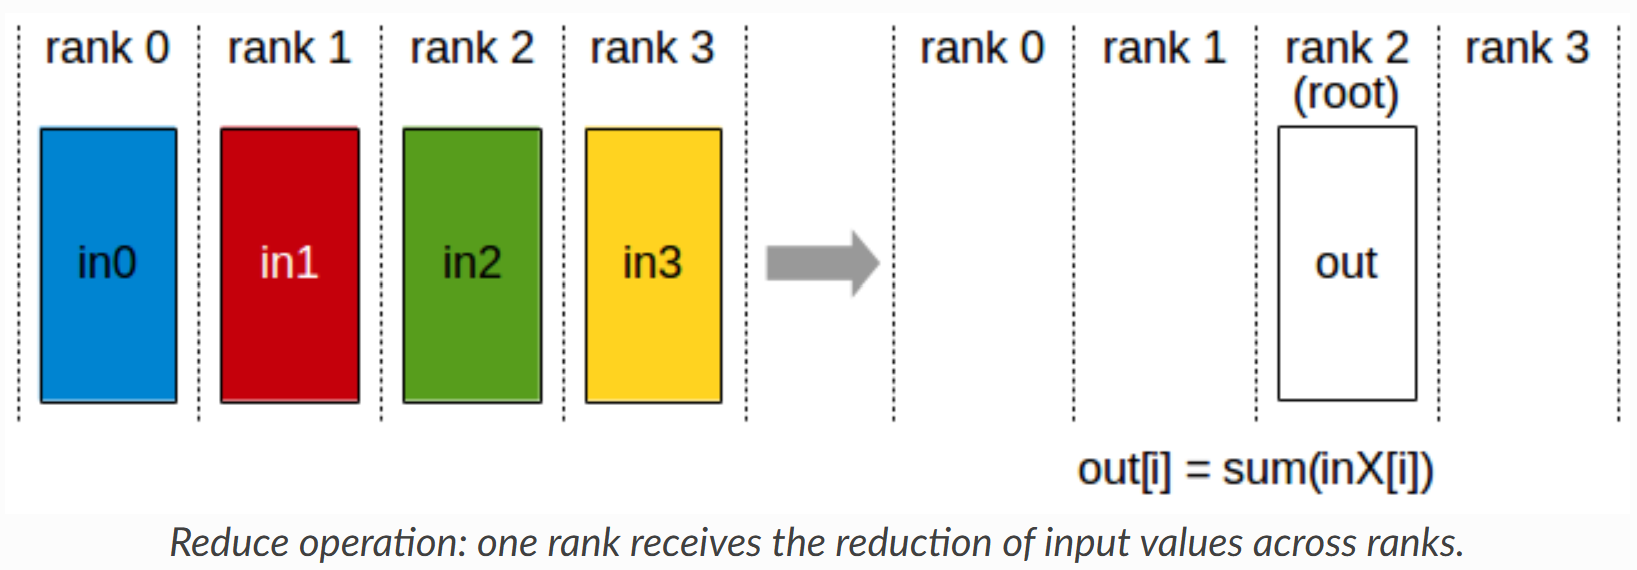 rank 0 rank 1 rank 2 rank 3 rank 0 rank 1 rank 2 rank 3
(root)
in0 in1 in2 in3 out
out[i] = sum(inX[i])
Reduce operation: one rank receives the reduction of input values across ranks.